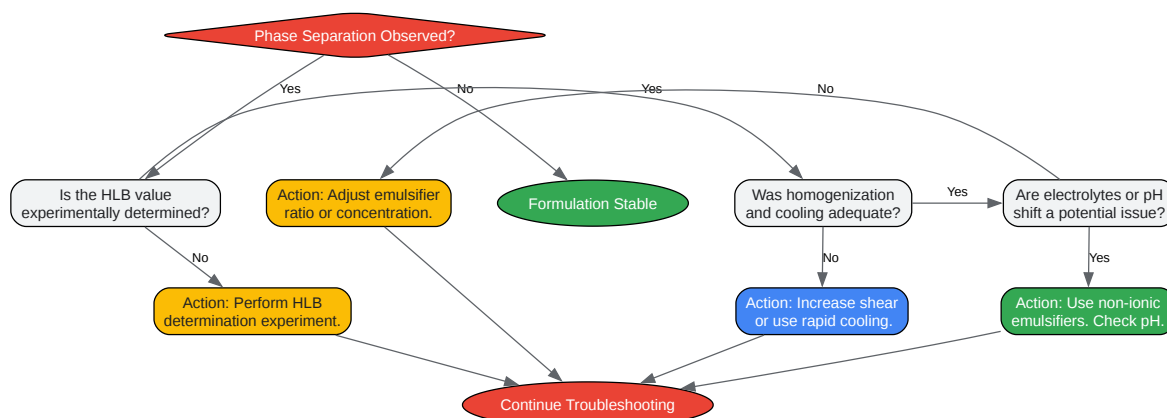 Phase Separation Observed?
Yes
No
Yes
No
Is the HLB value
experimentally determined?
Action: Adjust emulsifier
ratio or concentration.
Formulation Stable
Was homogenization
and cooling adequate?
Yes
Are electrolytes or pH
shift a potential issue?
No
No
Yes
Action: Perform HLB
determination experiment.
Action: Increase shear
or use rapid cooling.
Action: Use non-ionic
emulsifiers. Check pH.
Continue Troubleshooting